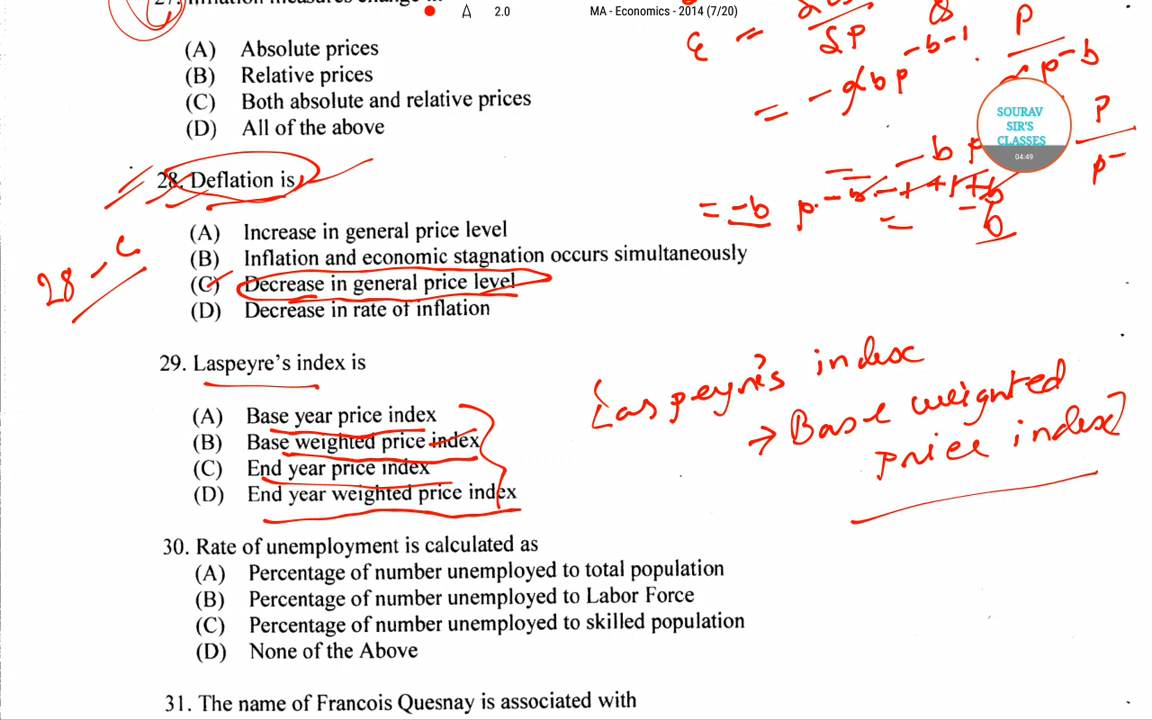 A 2.0 MA - Economics - 2014 (7/20)
(A) Absolute prices
(B) Relative prices
(C) Both absolute and relative prices
(D) All of the above
SOURAV
SIR'S
CLASSES
04:49
28. Deflation is
(A) Increase in general price level
(B) Inflation and economic stagnation occurs simultaneously
(C) Decrease in general price level
(D) Decrease in rate of inflation
28 - C
29. Laspeyre's index is
(A) Base year price index
(B) Base weighted price index
(C) End year price index
(D) End year weighted price index
Laspeyre's index
→ Base weighted
price index
30. Rate of unemployment is calculated as
(A) Percentage of number unemployed to total population
(B) Percentage of number unemployed to Labor Force
(C) Percentage of number unemployed to skilled population
(D) None of the Above
31. The name of Francois Quesnay is associated with